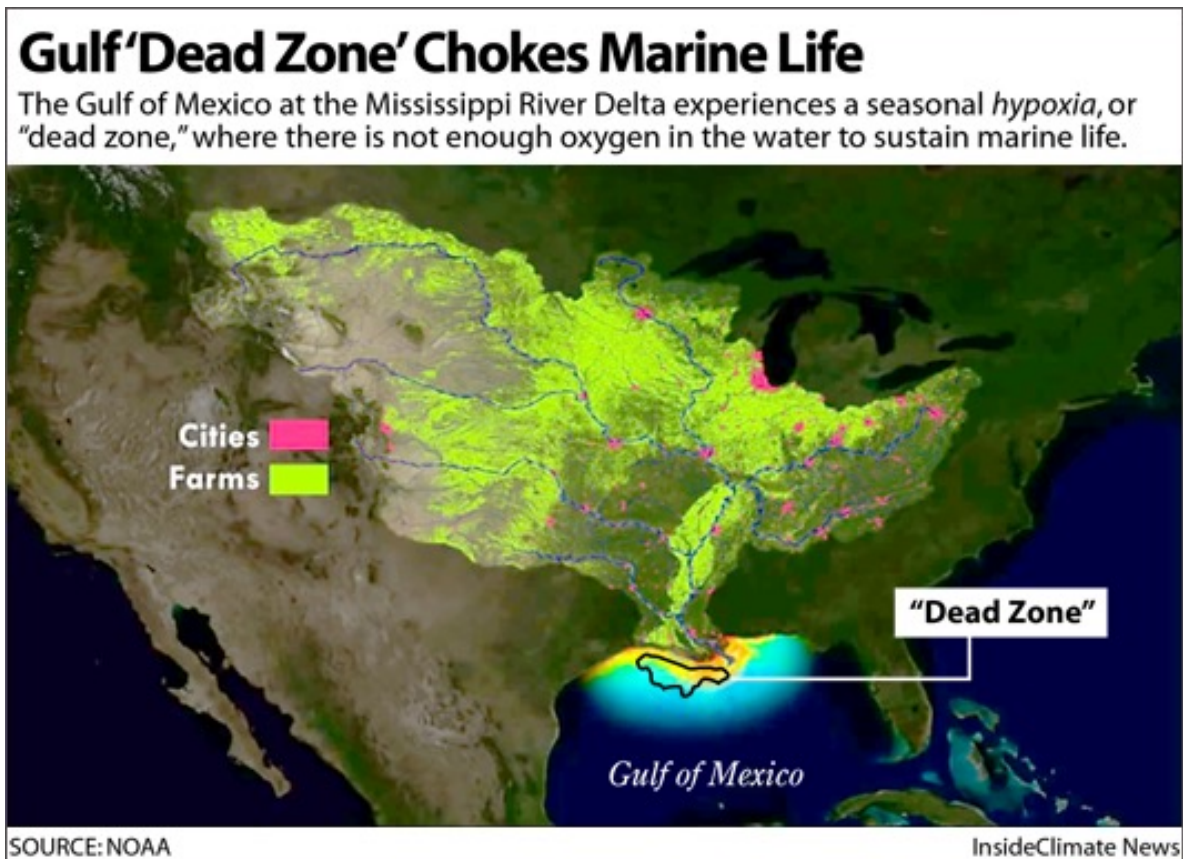 Gulf ‘Dead Zone’ Chokes Marine Life
The Gulf of Mexico at the Mississippi River Delta experiences a seasonal hypoxia, or
“dead zone,” where there is not enough oxygen in the water to sustain marine life.
Cities
Farms
“Dead Zone”
Gulf of Mexico
SOURCE: NOAA
InsideClimate News